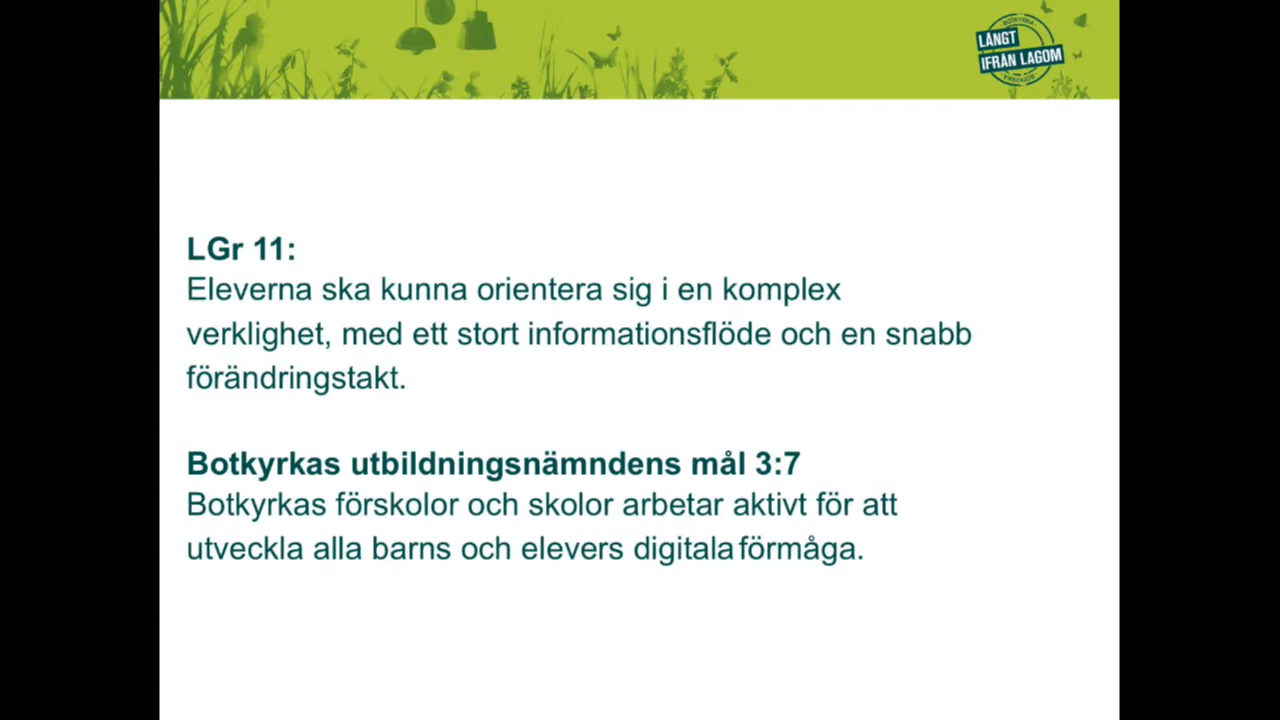 BOTKYRKA
LÅNGT
IFRÅN LAGOM
BOTKYRKA
LGr 11:
Eleverna ska kunna orientera sig i en komplex
verklighet, med ett stort informationsflöde och en snabb
förändringstakt.
Botkyrkas utbildningsnämndens mål 3:7
Botkyrkas förskolor och skolor arbetar aktivt för att
utveckla alla barns och elevers digitala förmåga.